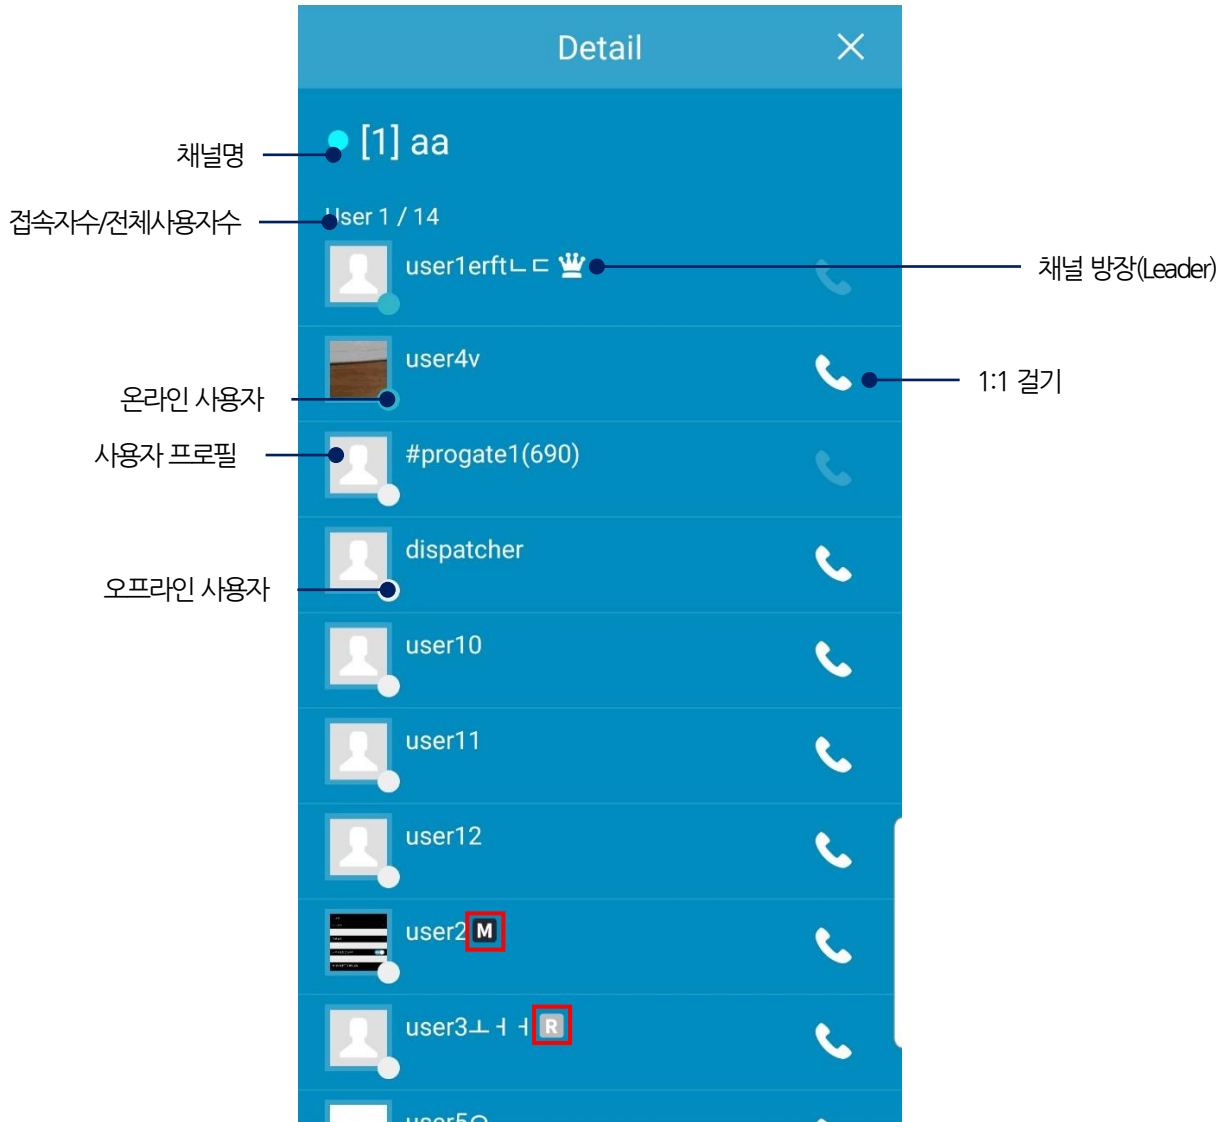 Detail
[1] aa
채널명
User 1 / 14
접속자수/전체사용자수
user1erftㄴㄷ
채널 방장(Leader)
user4v
1:1 걸기
온라인 사용자
#progate1(690)
사용자 프로필
dispatcher
오프라인 사용자
user10
user11
user12
user2 M
user3ㅗㅓㅓ R